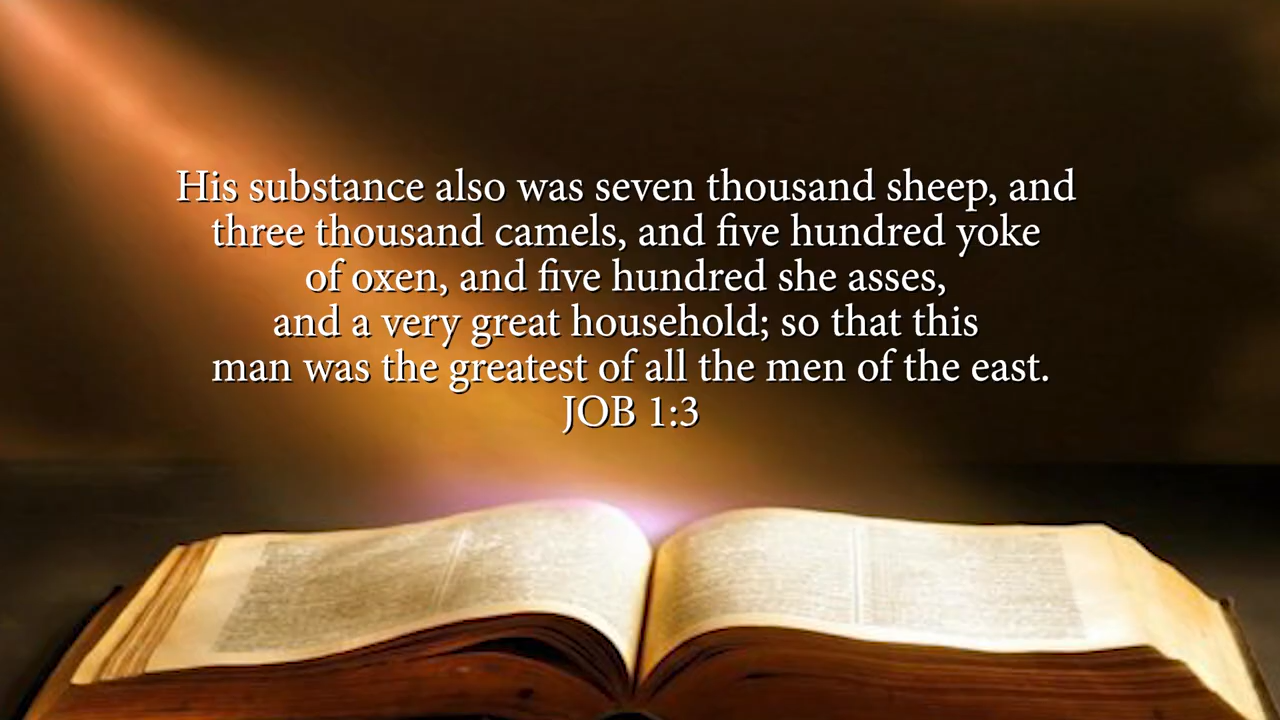 His substance also was seven thousand sheep, and
three thousand camels, and five hundred yoke
of oxen, and five hundred she asses,
and a very great household; so that this
man was the greatest of all the men of the east.
JOB 1:3